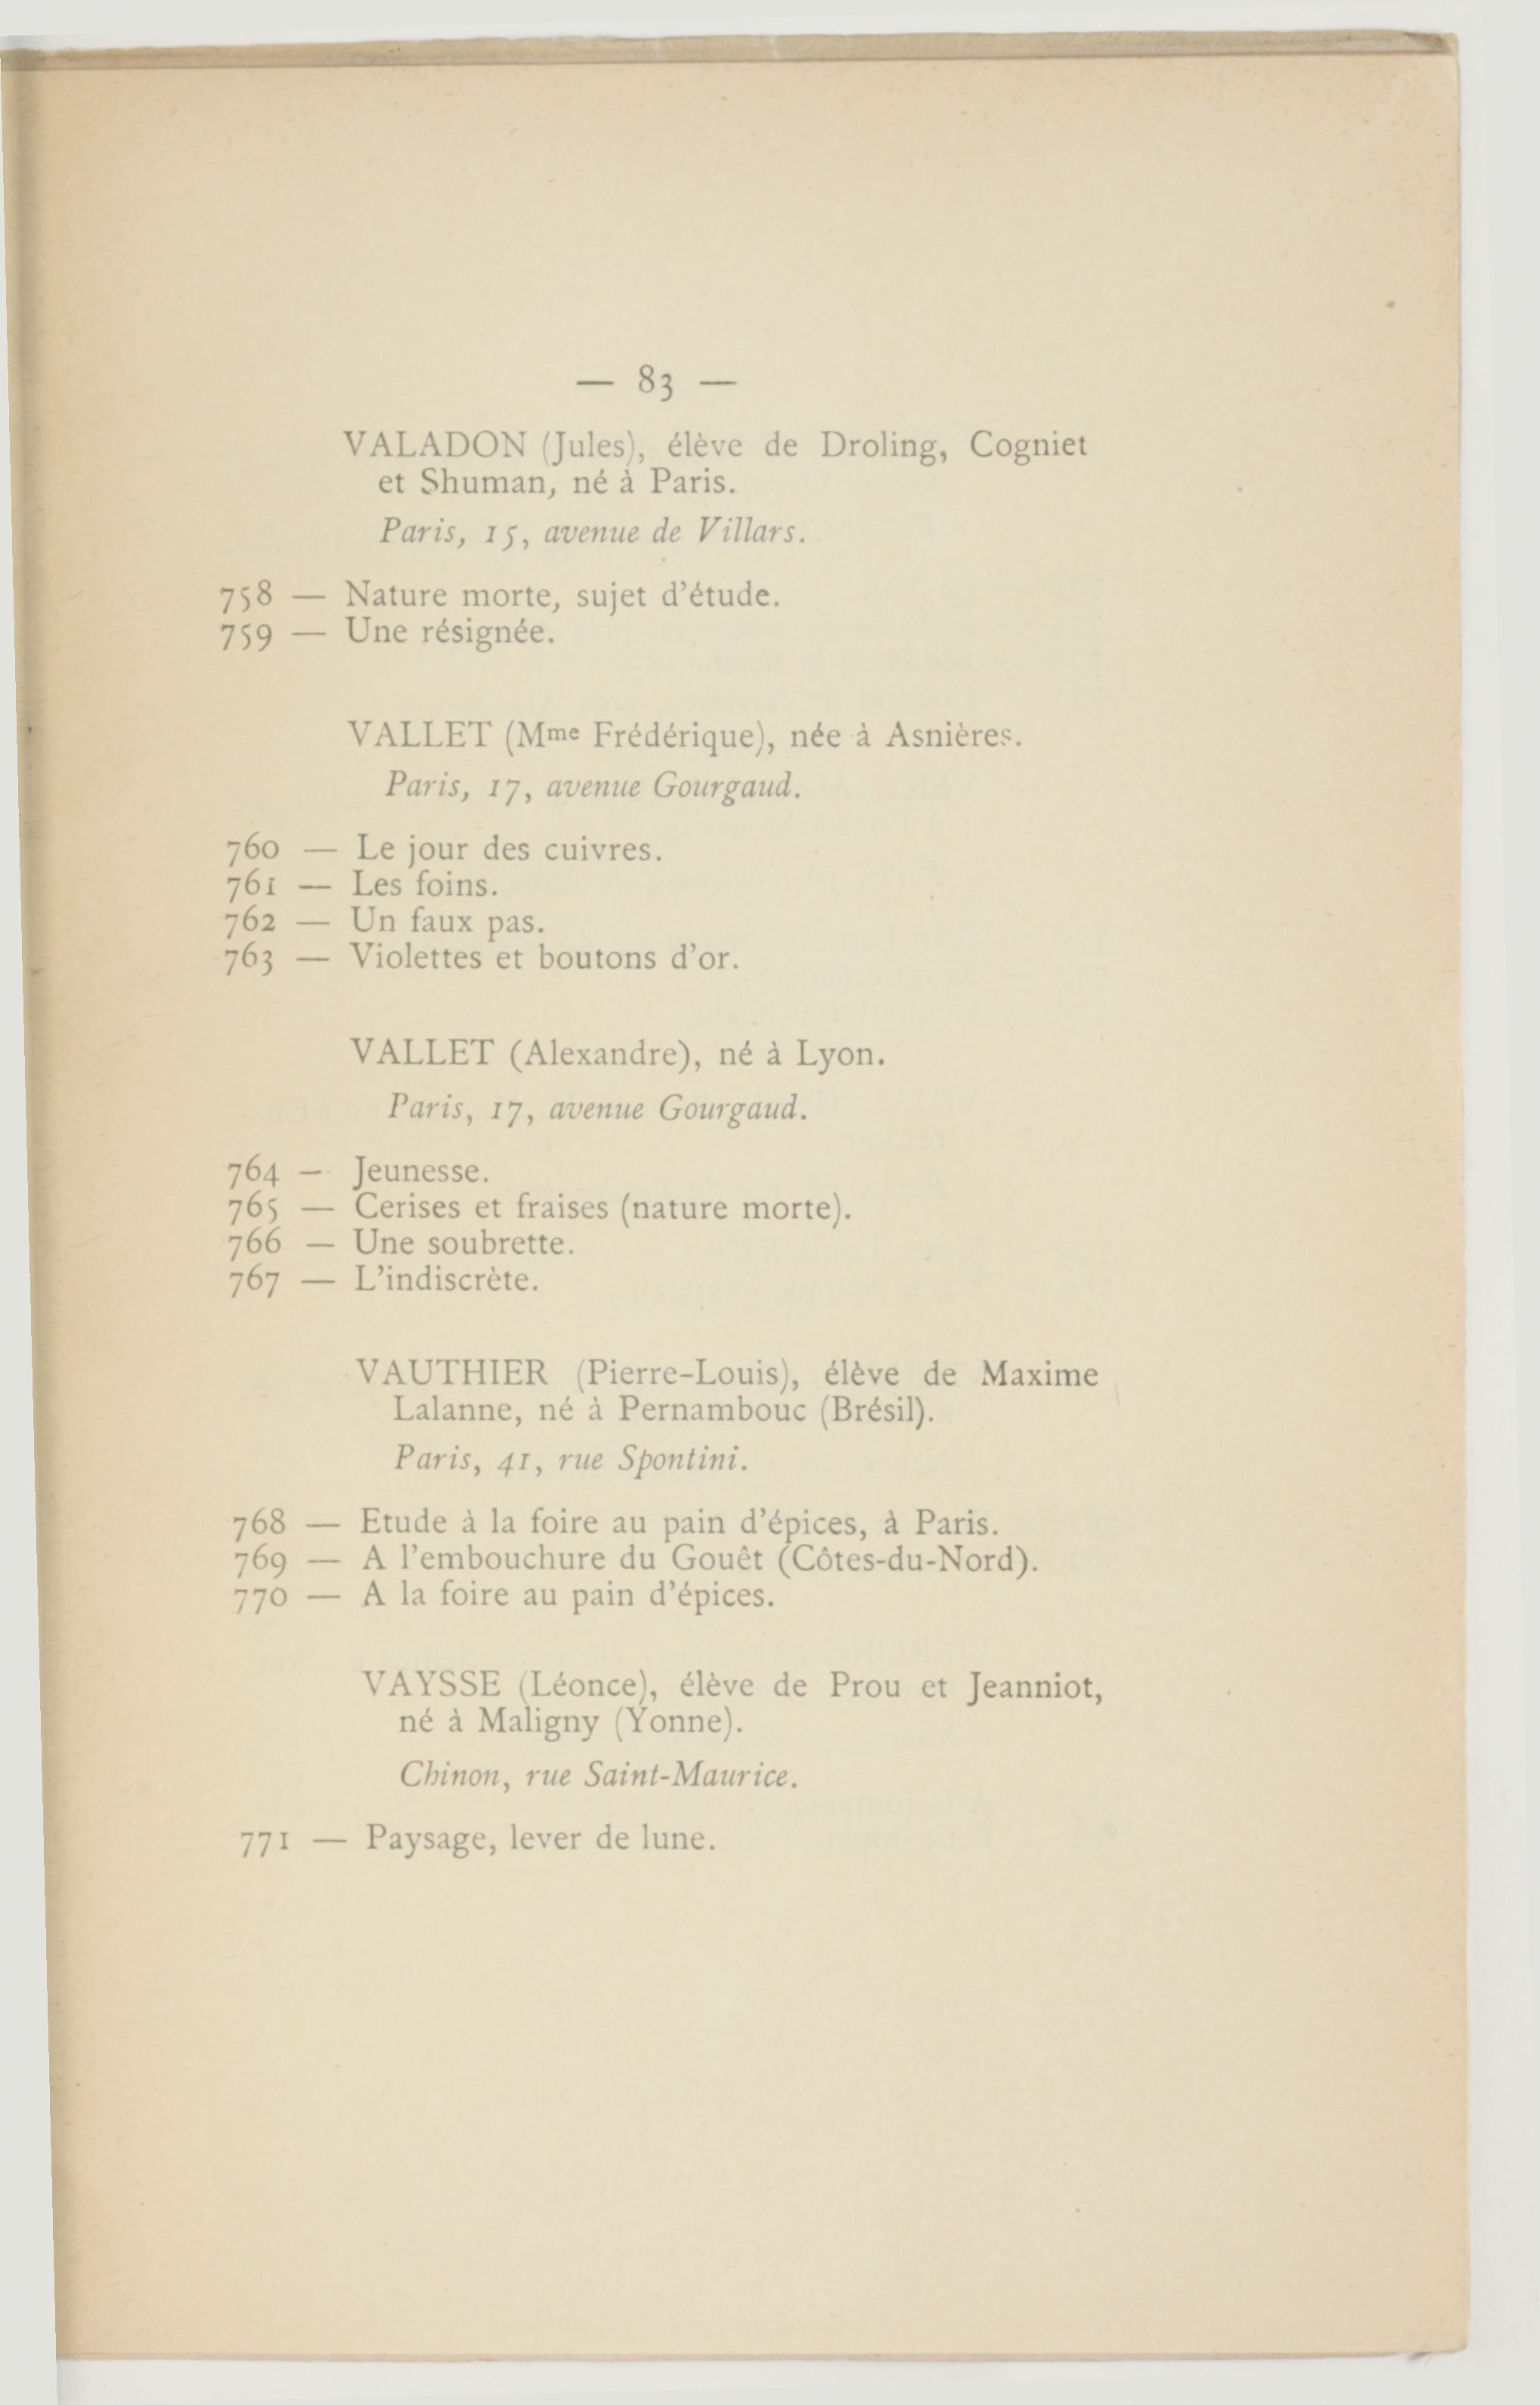 — 83 —
VALADON (Jules), élève de Droling, Cogniet
et Shuman, né à Paris.
Paris, 15, avenue de Villars.
758 — Nature morte, sujet d'étude.
759 — Une résignée.
VALLET (Mme Frédérique), née à Asnières.
Paris, 17, avenue Gourgaud.
760 — Le jour des cuivres.
761 — Les foins.
762 — Un faux pas.
763 — Violettes et boutons d'or.
VALLET (Alexandre), né à Lyon.
Paris, 17, avenue Gourgaud.
764 — Jeunesse.
765 — Cerises et fraises (nature morte).
766 — Une soubrette.
767 — L'indiscrète.
VAUTHIER (Pierre-Louis), élève de Maxime
Lalanne, né à Pernambouc (Brésil).
Paris, 41, rue Spontini.
768 — Etude à la foire au pain d'épices, à Paris.
769 — A l'embouchure du Gouêt (Côtes-du-Nord).
770 — A la foire au pain d'épices.
VAYSSE (Léonce), élève de Prou et Jeanniot,
né à Maligny (Yonne).
Chinon, rue Saint-Maurice.
771 — Paysage, lever de lune.